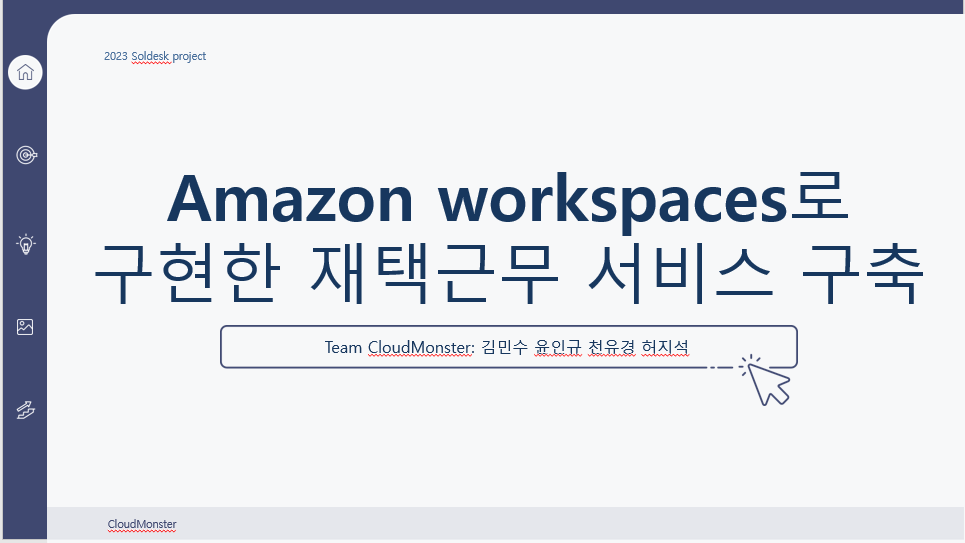 2023 Soldesk project
Amazon workspaces로
구현한 재택근무 서비스 구축
Team CloudMonster: 김민수 윤인규 천유경 허지석
CloudMonster